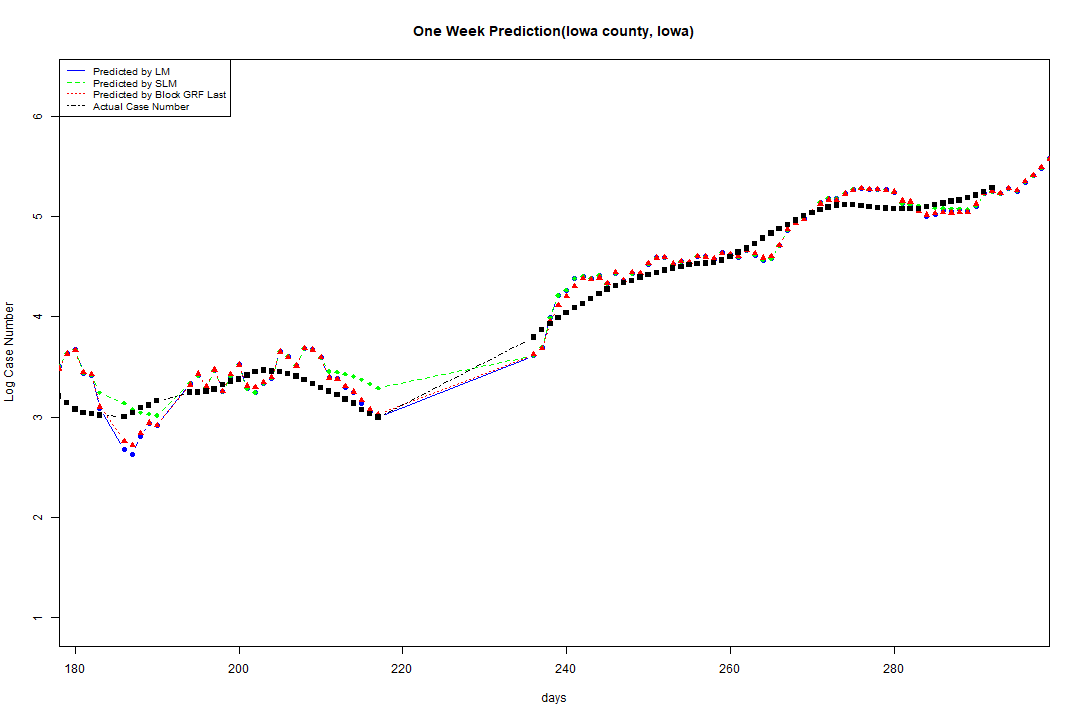 One Week Prediction(Iowa county, Iowa)
Predicted by LM
Predicted by SLM
Predicted by Block GRF Last
Actual Case Number
Log Case Number
6
5
4
3
2
1
180 200 220 240 260 280
days